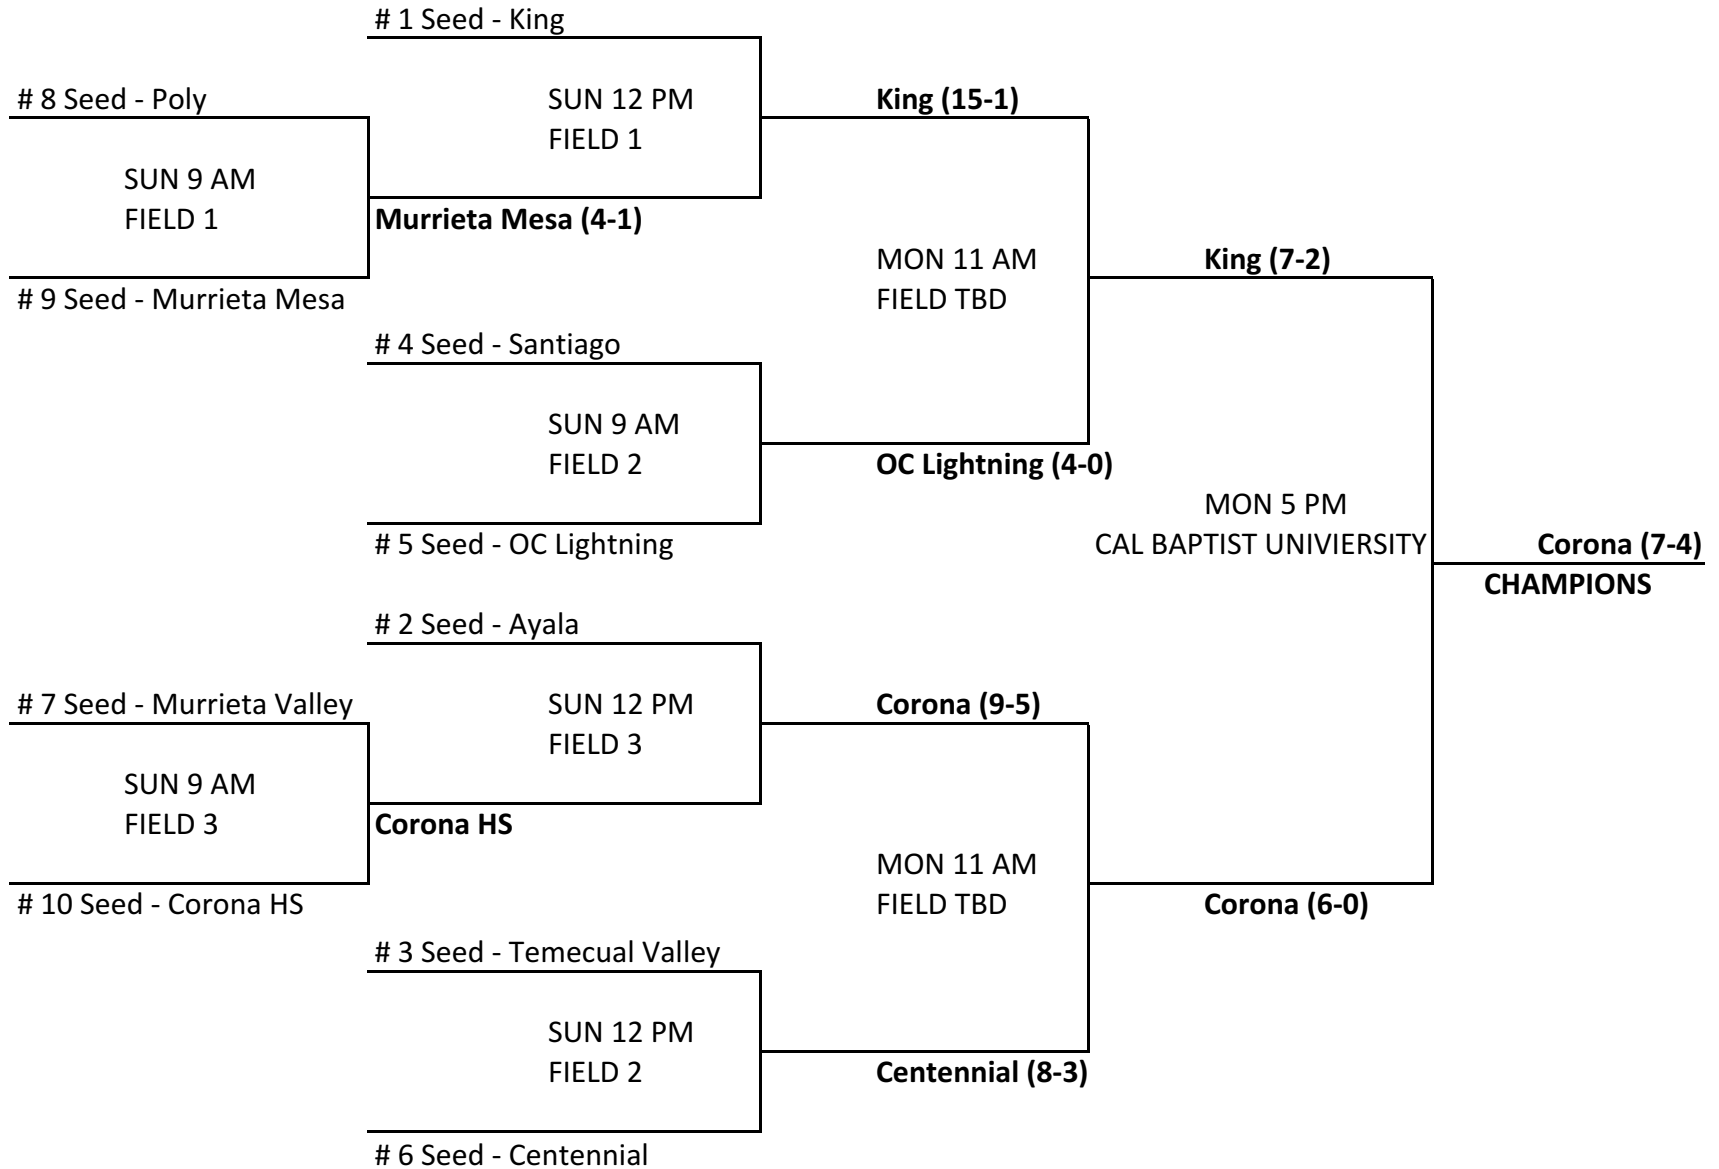 # 1 Seed - King
# 8 Seed - Poly
SUN 12 PM
FIELD 1
King (15-1)
SUN 9 AM
FIELD 1
Murrieta Mesa (4-1)
# 9 Seed - Murrieta Mesa
MON 11 AM
FIELD TBD
King (7-2)
# 4 Seed - Santiago
SUN 9 AM
FIELD 2
OC Lightning (4-0)
# 5 Seed - OC Lightning
MON 5 PM
CAL BAPTIST UNIVIERSITY
Corona (7-4)
CHAMPIONS
# 2 Seed - Ayala
# 7 Seed - Murrieta Valley
SUN 12 PM
FIELD 3
Corona (9-5)
SUN 9 AM
FIELD 3
Corona HS
# 10 Seed - Corona HS
MON 11 AM
FIELD TBD
Corona (6-0)
# 3 Seed - Temecual Valley
SUN 12 PM
FIELD 2
Centennial (8-3)
# 6 Seed - Centennial